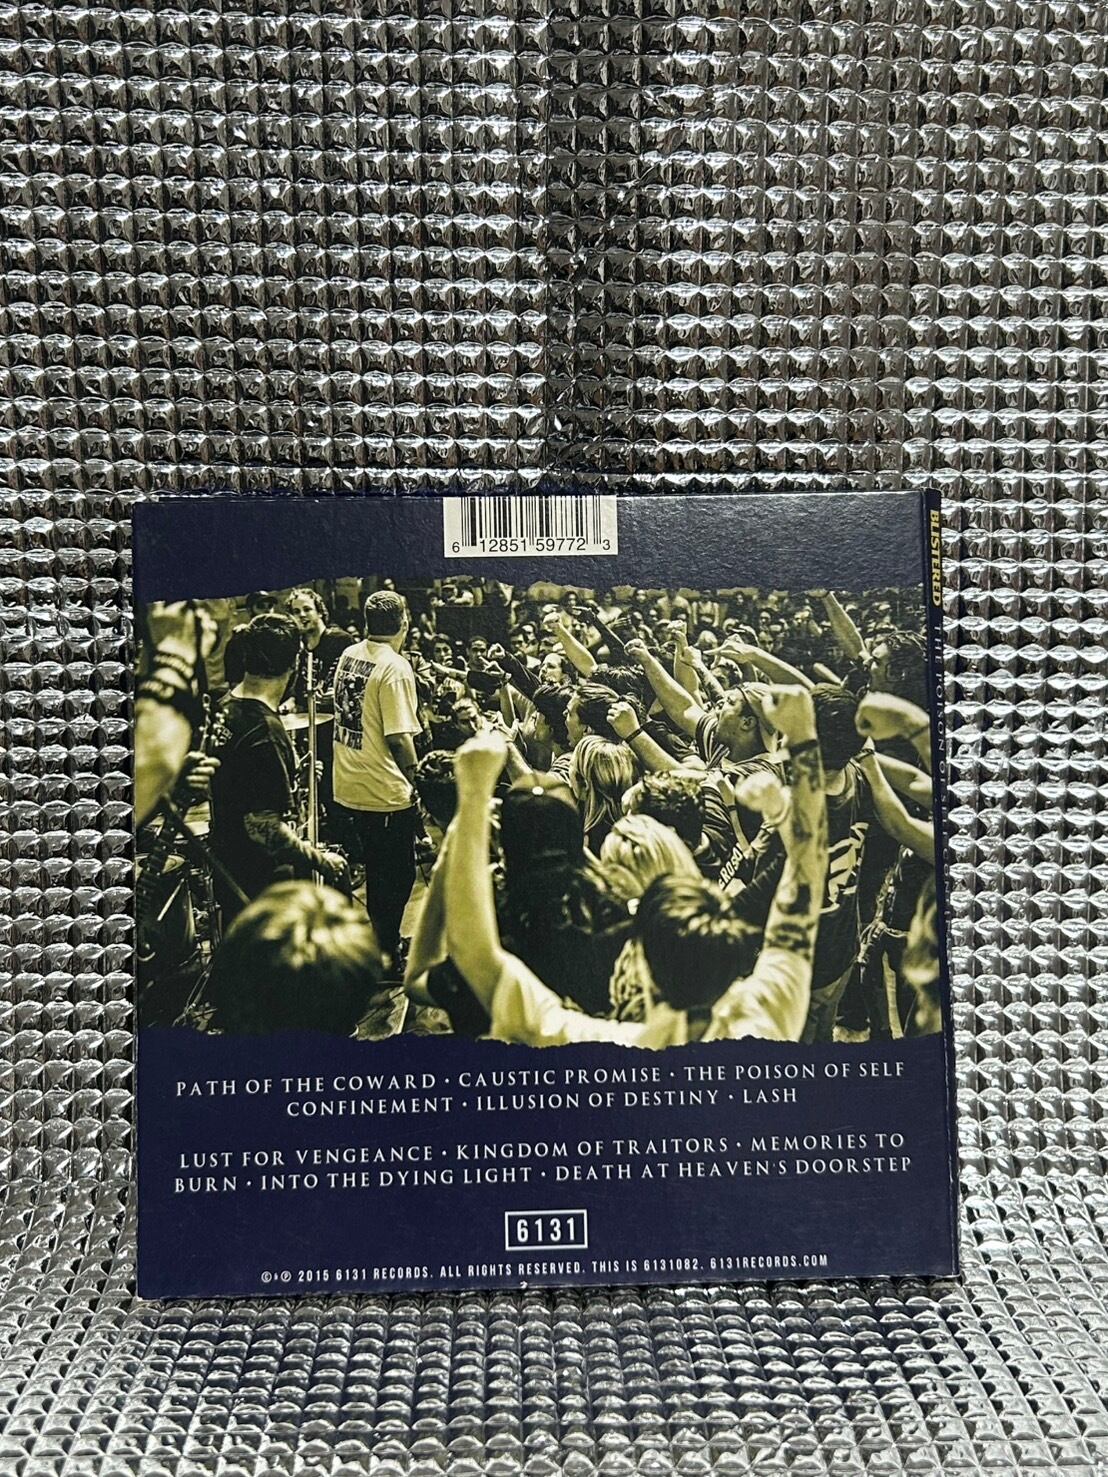 6 12851 59772 3
BLISTERED THE POISON OF SELF CONFINEMENT
PATH OF THE COWARD · CAUSTIC PROMISE · THE POISON OF SELF
CONFINEMENT · ILLUSION OF DESTINY · LASH
LUST FOR VENGEANCE · KINGDOM OF TRAITORS · MEMORIES TO
BURN · INTO THE DYING LIGHT · DEATH AT HEAVEN'S DOORSTEP
6131
©&℗ 2015 6131 RECORDS. ALL RIGHTS RESERVED. THIS IS 6131082. 6131RECORDS.COM